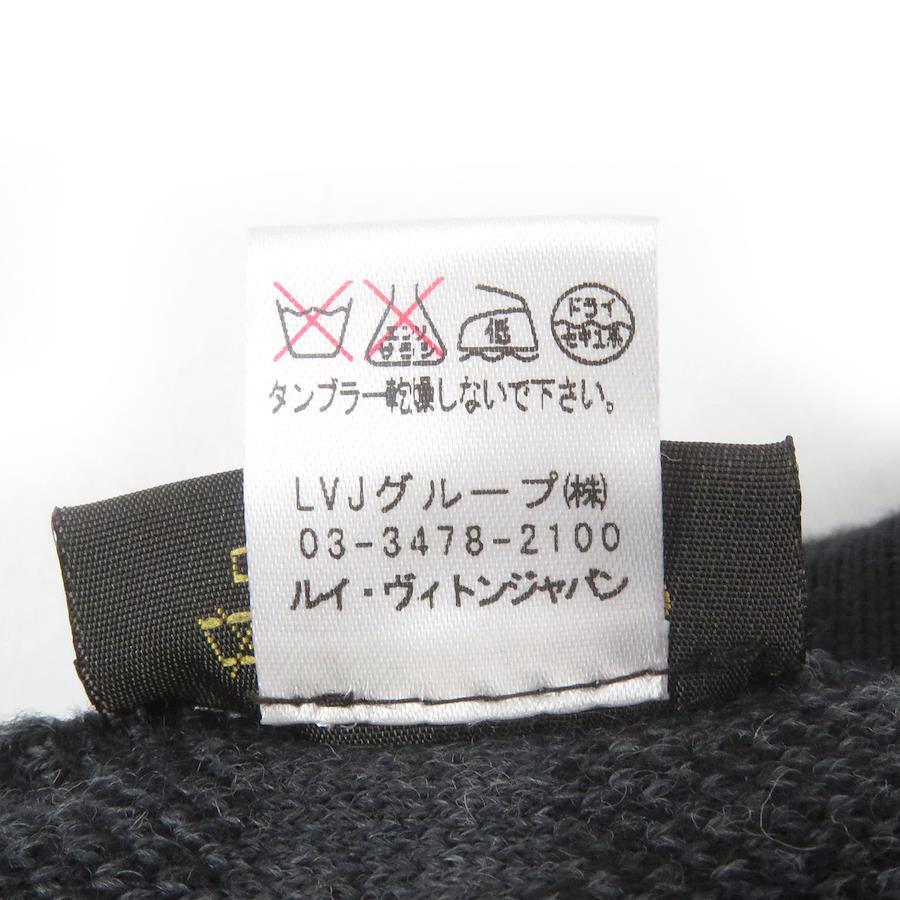 エンソ
サラシ
低
ドライ
セキユ系
タンブラー乾燥しないで下さい。
LVJグループ㈱
03-3478-2100
ルイ・ヴィトンジャパン